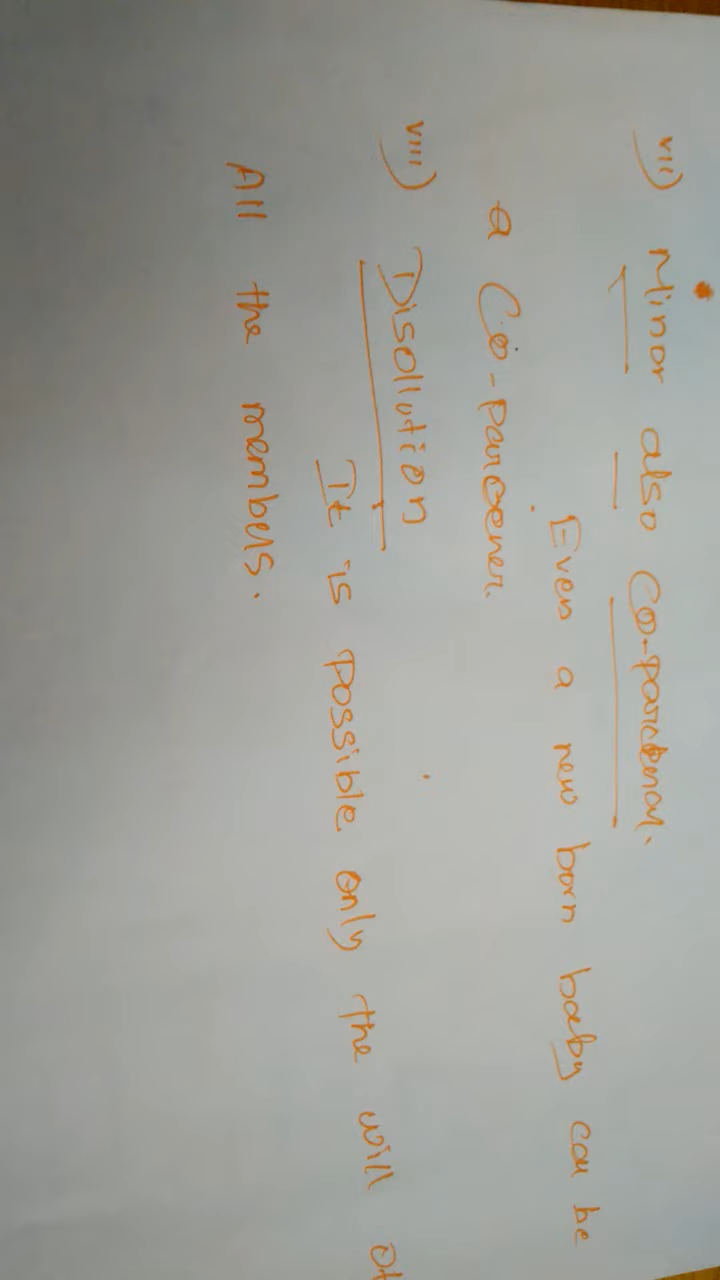 vii) Minor also Co-parcenar.
Even a new born baby can be
a Co-parcener.
viii) Disollution
It is possible only the will of
All the members.